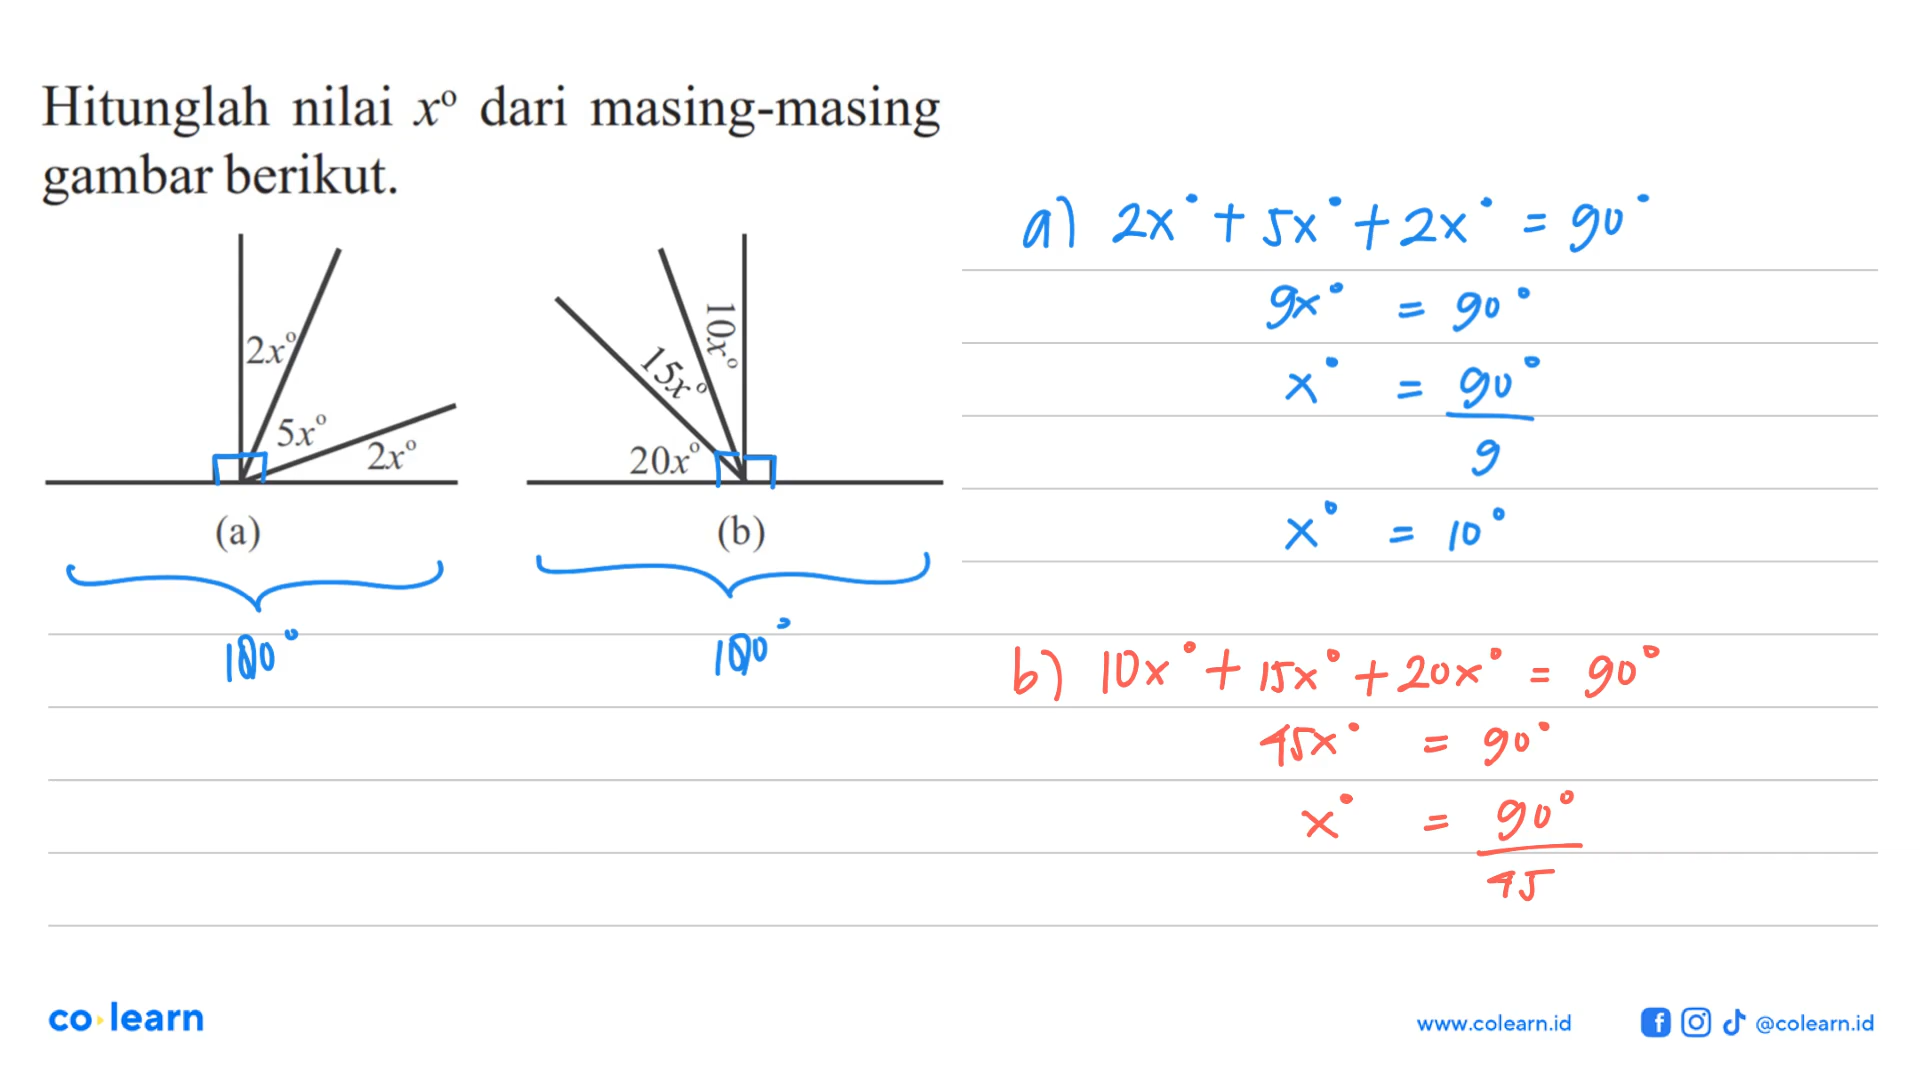 Hitunglah nilai x° dari masing-masing
gambar berikut.
2x°
5x°
2x°
(a)
180°
10x°
15x°
20x°
(b)
180°
a) 2x° + 5x° + 2x° = 90°
9x° = 90°
x° = 90°
9
x° = 10°
b) 10x° + 15x° + 20x° = 90°
45x° = 90°
x° = 90°
45
co learn
www.colearn.id
@colearn.id